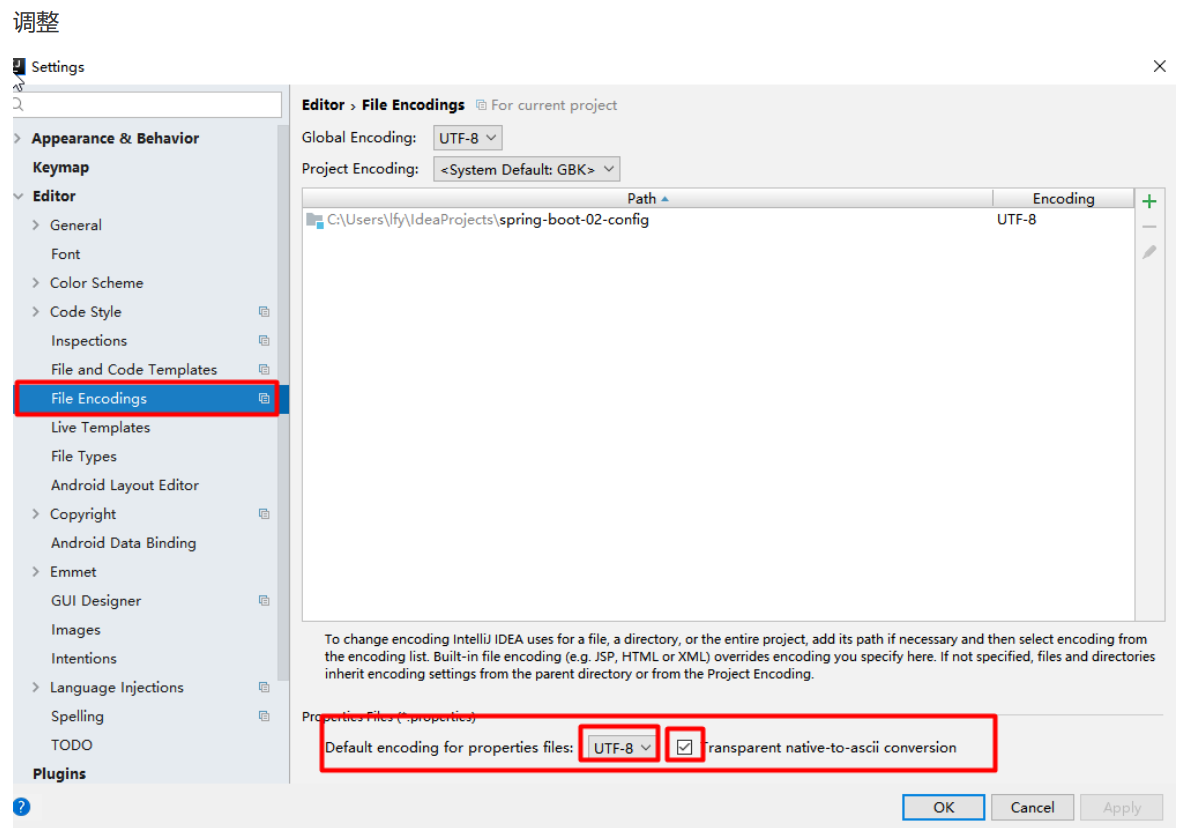 调整
Settings
Editor › File Encodings For current project
Global Encoding: UTF-8
Project Encoding: <System Default: GBK>
Path Encoding
C:\Users\lfy\IdeaProjects\spring-boot-02-config UTF-8
Appearance & Behavior
Keymap
Editor
General
Font
Color Scheme
Code Style
Inspections
File and Code Templates
File Encodings
Live Templates
File Types
Android Layout Editor
Copyright
Android Data Binding
Emmet
GUI Designer
Images
Intentions
Language Injections
Spelling
TODO
Plugins
To change encoding IntelliJ IDEA uses for a file, a directory, or the entire project, add its path if necessary and then select encoding from
the encoding list. Built-in file encoding (e.g. JSP, HTML or XML) overrides encoding you specify here. If not specified, files and directories
inherit encoding settings from the parent directory or from the Project Encoding.
Properties Files (*.properties)
Default encoding for properties files: UTF-8 Transparent native-to-ascii conversion
? OK Cancel Apply